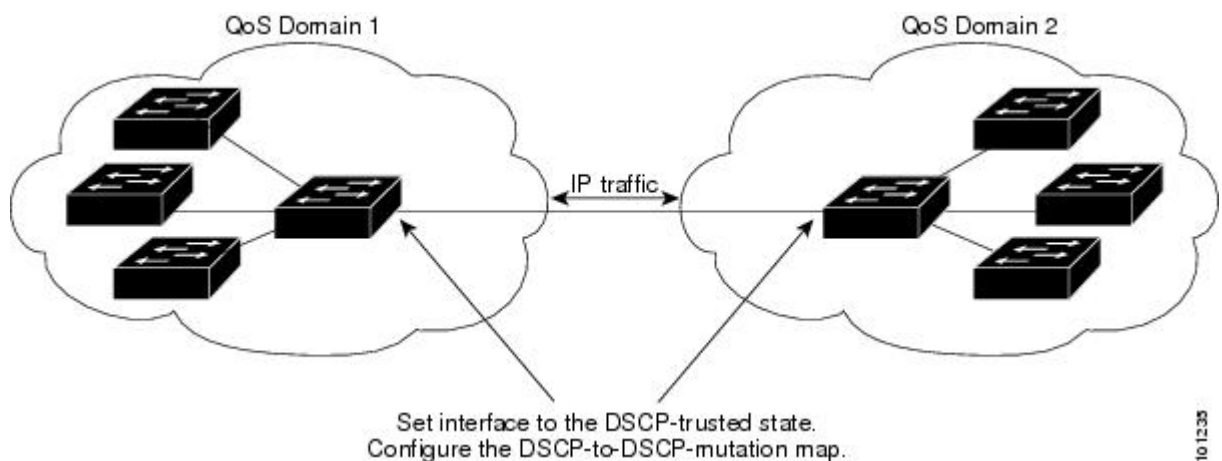 QoS Domain 1
QoS Domain 2
IP traffic
Set interface to the DSCP-trusted state.
Configure the DSCP-to-DSCP-mutation map.
101235